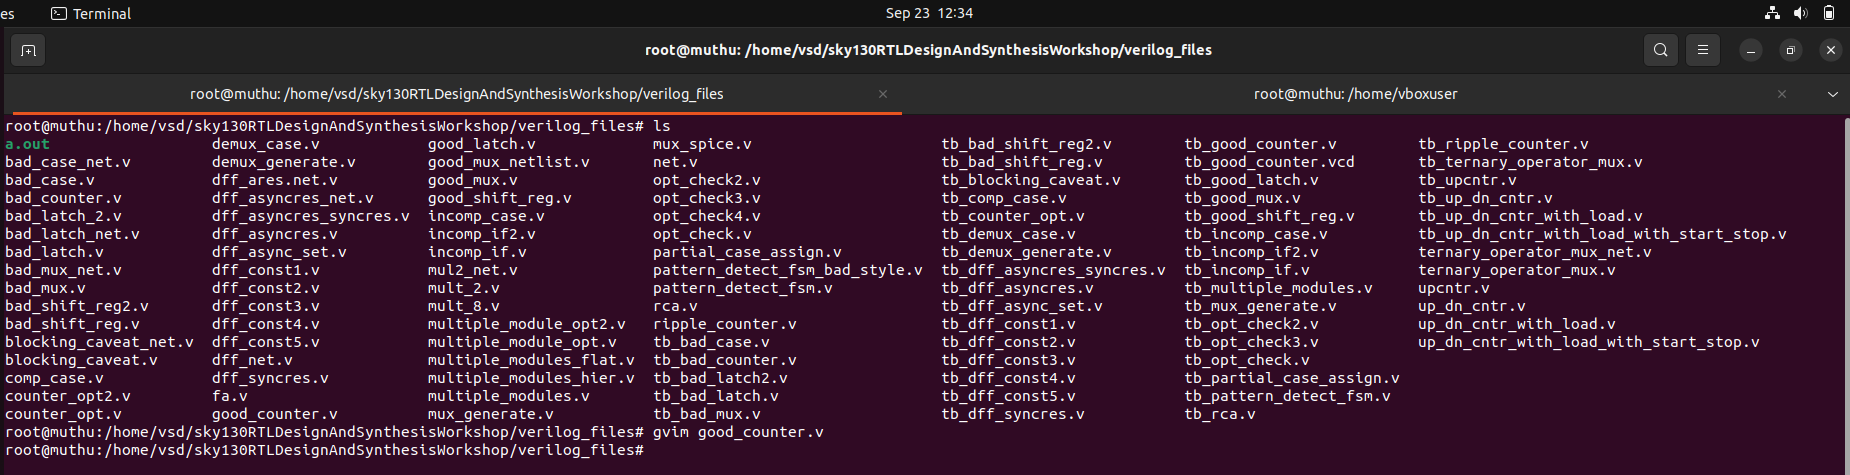 es Terminal Sep 23 12:34
root@muthu: /home/vsd/sky130RTLDesignAndSynthesisWorkshop/verilog_files
root@muthu: /home/vsd/sky130RTLDesignAndSynthesisWorkshop/verilog_files root@muthu: /home/vboxuser
root@muthu:/home/vsd/sky130RTLDesignAndSynthesisWorkshop/verilog_files# ls
a.out demux_case.v good_latch.v mux_spice.v tb_bad_shift_reg2.v tb_good_counter.v tb_ripple_counter.v
bad_case_net.v demux_generate.v good_mux_netlist.v net.v tb_bad_shift_reg.v tb_good_counter.vcd tb_ternary_operator_mux.v
bad_case.v dff_ares.net.v good_mux.v opt_check2.v tb_blocking_caveat.v tb_good_latch.v tb_upcntr.v
bad_counter.v dff_asyncres_net.v good_shift_reg.v opt_check3.v tb_comp_case.v tb_good_mux.v tb_up_dn_cntr.v
bad_latch_2.v dff_asyncres_syncres.v incomp_case.v opt_check4.v tb_counter_opt.v tb_good_shift_reg.v tb_up_dn_cntr_with_load.v
bad_latch_net.v dff_asyncres.v incomp_if2.v opt_check.v tb_demux_case.v tb_incomp_case.v tb_up_dn_cntr_with_load_with_start_stop.v
bad_latch.v dff_async_set.v incomp_if.v partial_case_assign.v tb_demux_generate.v tb_incomp_if2.v ternary_operator_mux_net.v
bad_mux_net.v dff_const1.v mul2_net.v pattern_detect_fsm_bad_style.v tb_dff_asyncres_syncres.v tb_incomp_if.v ternary_operator_mux.v
bad_mux.v dff_const2.v mult_2.v pattern_detect_fsm.v tb_dff_asyncres.v tb_multiple_modules.v upcntr.v
bad_shift_reg2.v dff_const3.v mult_8.v rca.v tb_dff_async_set.v tb_mux_generate.v up_dn_cntr.v
bad_shift_reg.v dff_const4.v multiple_module_opt2.v ripple_counter.v tb_dff_const1.v tb_opt_check2.v up_dn_cntr_with_load.v
blocking_caveat_net.v dff_const5.v multiple_module_opt.v tb_bad_case.v tb_dff_const2.v tb_opt_check3.v up_dn_cntr_with_load_with_start_stop.v
blocking_caveat.v dff_net.v multiple_modules_flat.v tb_bad_counter.v tb_dff_const3.v tb_opt_check.v
comp_case.v dff_syncres.v multiple_modules_hier.v tb_bad_latch2.v tb_dff_const4.v tb_partial_case_assign.v
counter_opt2.v fa.v multiple_modules.v tb_bad_latch.v tb_dff_const5.v tb_pattern_detect_fsm.v
counter_opt.v good_counter.v mux_generate.v tb_bad_mux.v tb_dff_syncres.v tb_rca.v
root@muthu:/home/vsd/sky130RTLDesignAndSynthesisWorkshop/verilog_files# gvim good_counter.v
root@muthu:/home/vsd/sky130RTLDesignAndSynthesisWorkshop/verilog_files#